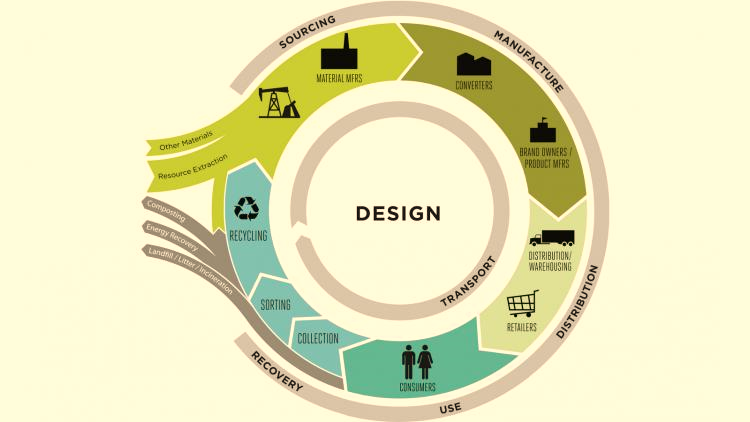 SOURCING
MANUFACTURE
MATERIAL MFRS
CONVERTERS
BRAND OWNERS /
PRODUCT MFRS
Other Materials
Resource Extraction
Composting
Energy Recovery
Landfill / Litter / Incineration
RECYCLING
DESIGN
DISTRIBUTION/
WAREHOUSING
TRANSPORT
SORTING
RETAILERS
DISTRIBUTION
COLLECTION
CONSUMERS
RECOVERY
USE